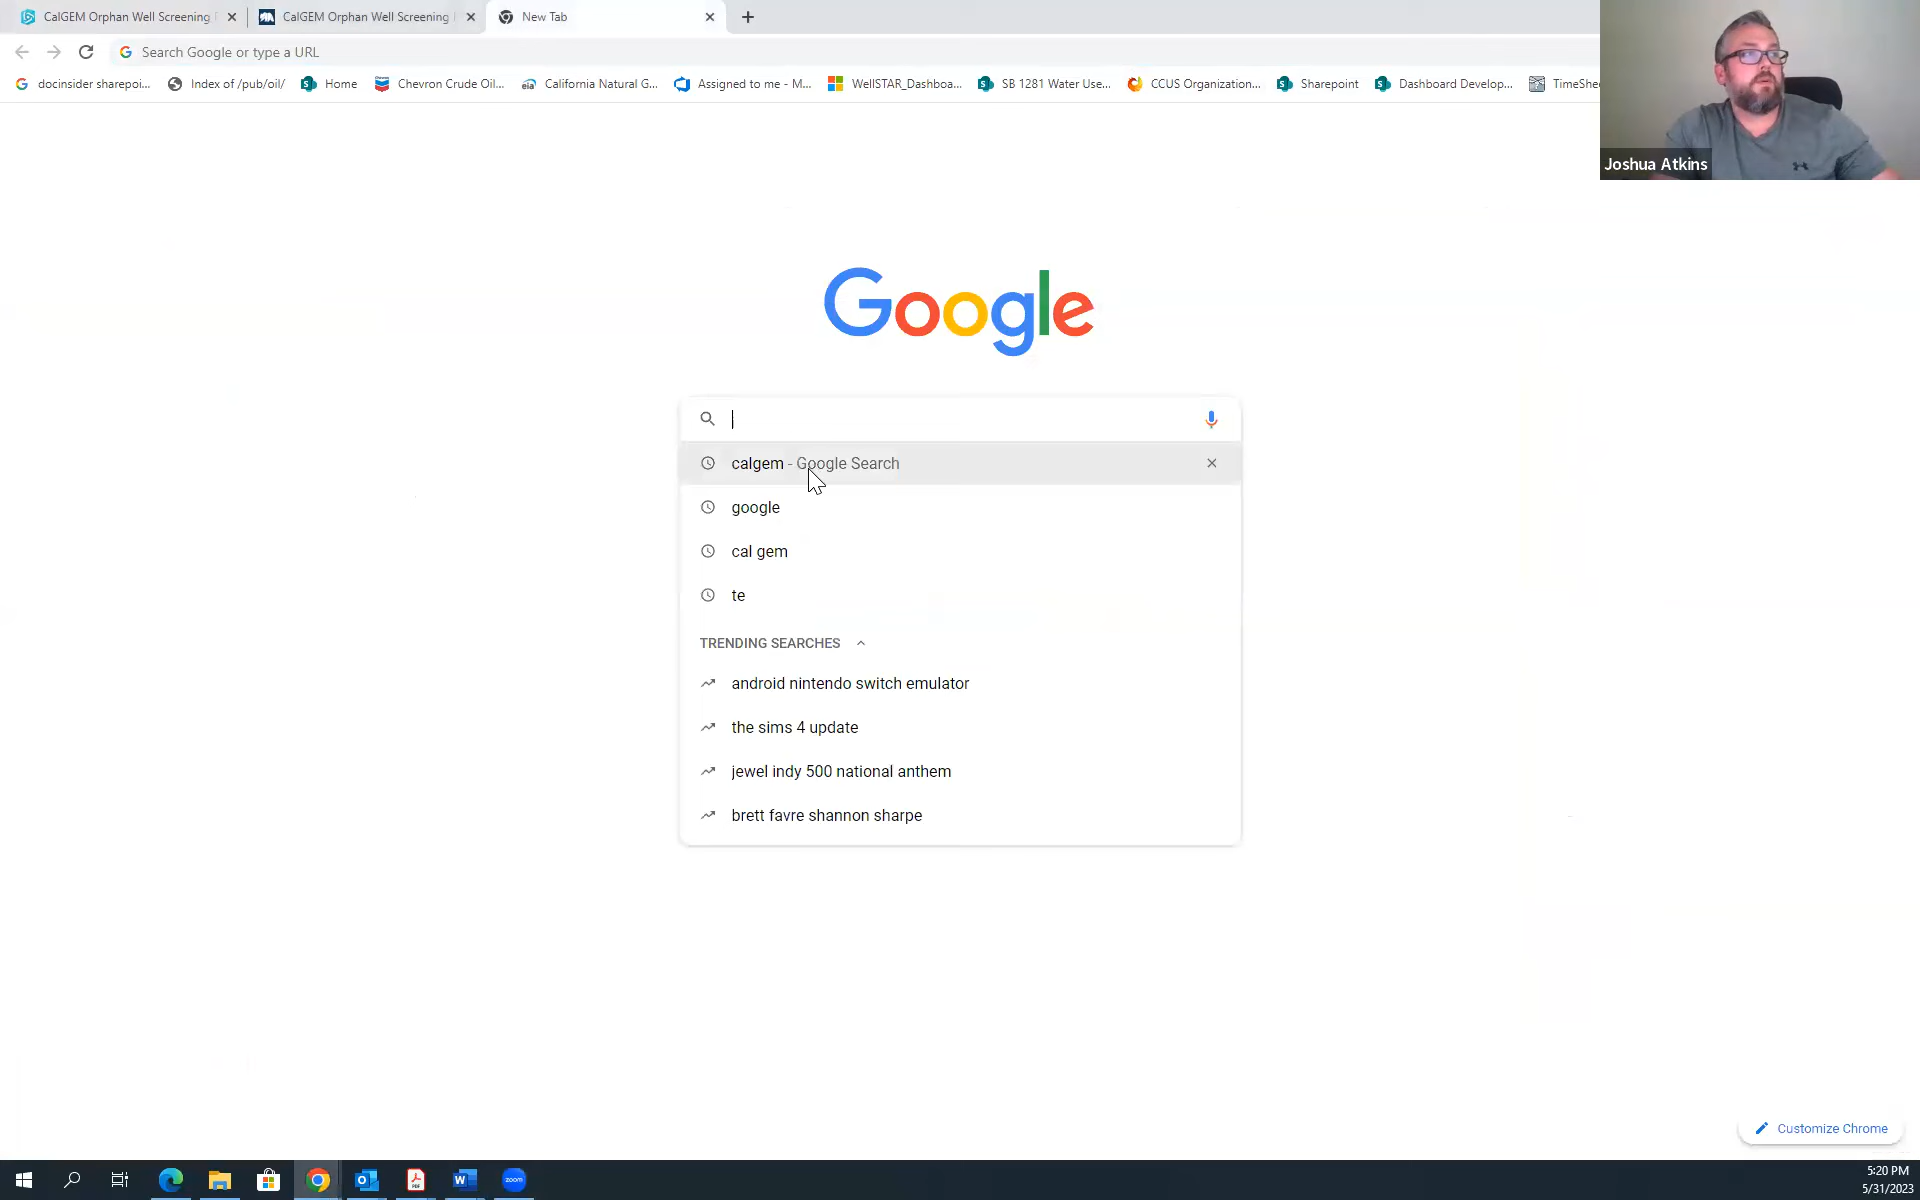 CalGEM Orphan Well Screening
CalGEM Orphan Well Screening
New Tab
Search Google or type a URL
docinsider sharepoi...
Index of /pub/oil/
Home
Chevron Crude Oil...
California Natural G...
Assigned to me - M...
WellSTAR_Dashboa...
SB 1281 Water Use...
CCUS Organization...
Sharepoint
Dashboard Develop...
TimeShe
Joshua Atkins
Google
calgem - Google Search
google
cal gem
te
TRENDING SEARCHES
android nintendo switch emulator
the sims 4 update
jewel indy 500 national anthem
brett favre shannon sharpe
Customize Chrome
zoom
5:20 PM
5/31/2023